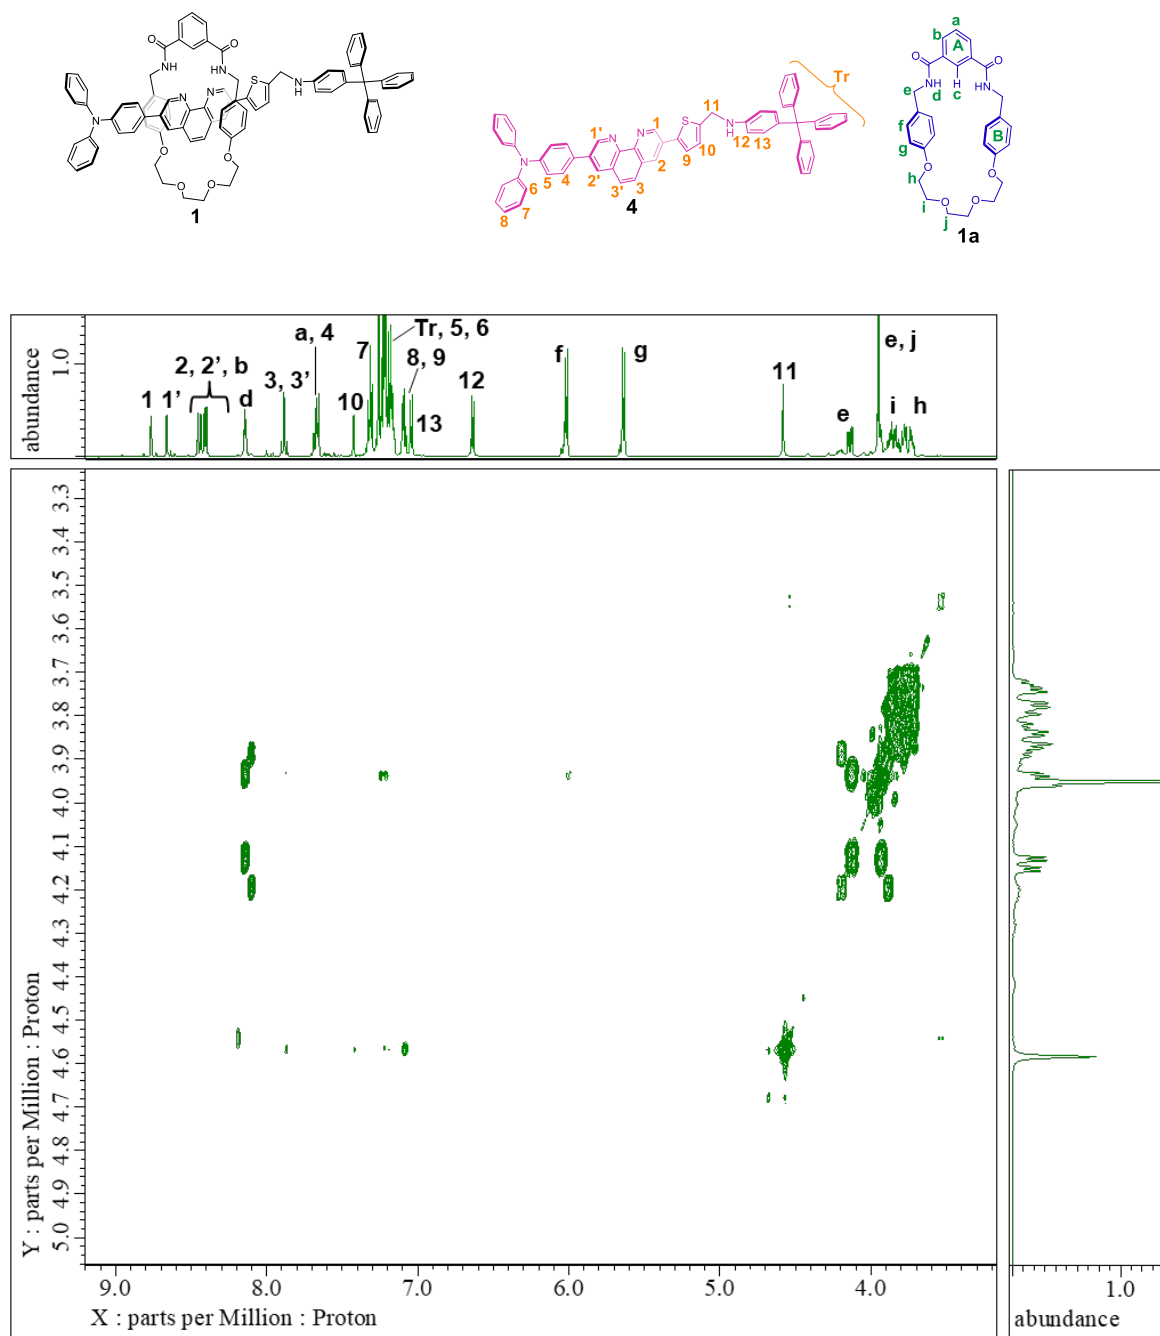 1
O
O
NH
HN
N
N
S
N
H
N
O
O
O
O
1
Tr
11
N
H
12
13
S
10
9
1
N
N
1'
2
3
3'
2'
4
5
N
6
7
8
4
a
b
A
O
O
NH
H
HN
e
d
c
f
B
g
O
O
h
O
O
i
j
1a
abundance
1.0
1
1'
2, 2', b
d
3, 3'
a, 4
10
7
Tr, 5, 6
8, 9
13
12
f
g
11
e
e, j
i
h
Y : parts per Million : Proton
3.3
3.4
3.5
3.6
3.7
3.8
3.9
4.0
4.1
4.2
4.3
4.4
4.5
4.6
4.7
4.8
4.9
5.0
9.0 8.0 7.0 6.0 5.0 4.0
X : parts per Million : Proton
1.0
abundance